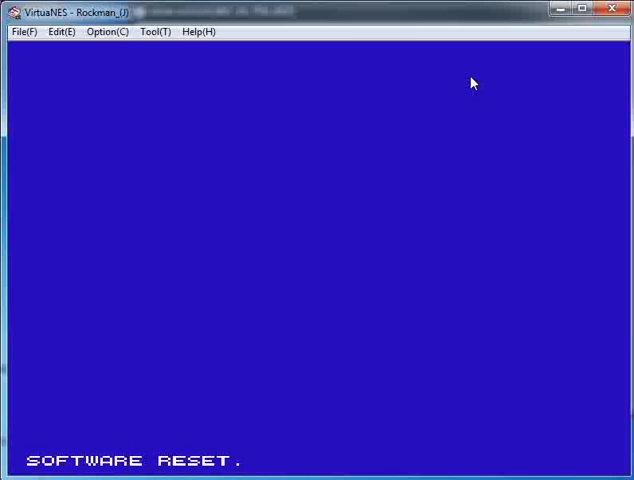 VirtuaNES - Rockman_(J)
File(F) Edit(E) Option(C) Tool(T) Help(H)
SOFTWARE RESET.